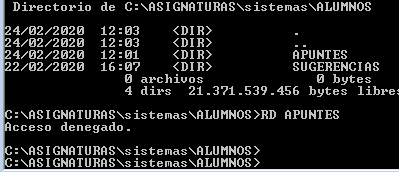 Directorio de C:\ASIGNATURAS\sistemas\ALUMNOS
24/02/2020  12:03    <DIR>          .
24/02/2020  12:03    <DIR>          ..
24/02/2020  12:01    <DIR>          APUNTES
22/02/2020  16:07    <DIR>          SUGERENCIAS
0 archivos              0 bytes
4 dirs  21.371.539.456 bytes libres
C:\ASIGNATURAS\sistemas\ALUMNOS>RD APUNTES
Acceso denegado.
C:\ASIGNATURAS\sistemas\ALUMNOS>
C:\ASIGNATURAS\sistemas\ALUMNOS>